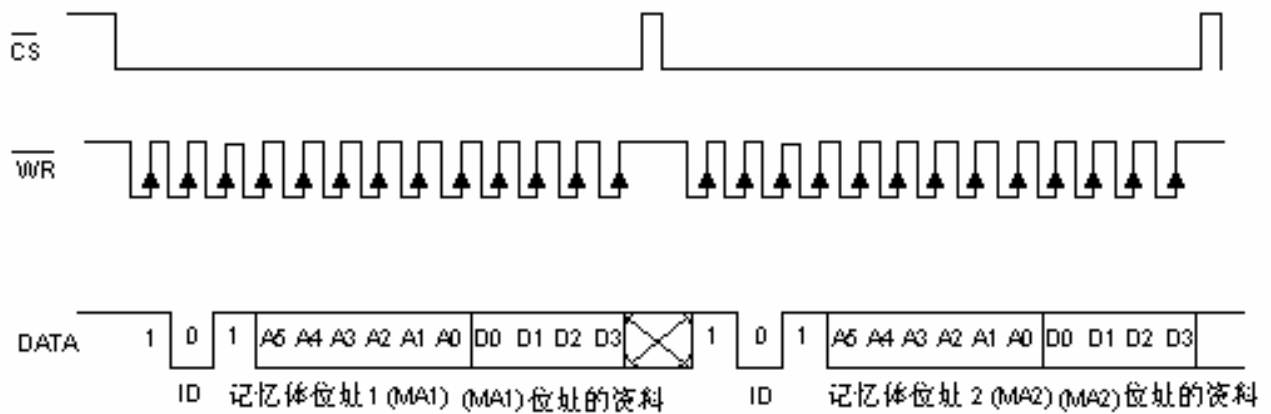 CS
WR
DATA 1 0 1 A5 A4 A3 A2 A1 A0 D0 D1 D2 D3 1 0 1 A5 A4 A3 A2 A1 A0 D0 D1 D2 D3
ID 记忆体位址1(MA1) (MA1)位址的资料 ID 记忆体位址2(MA2)(MA2)位址的资料